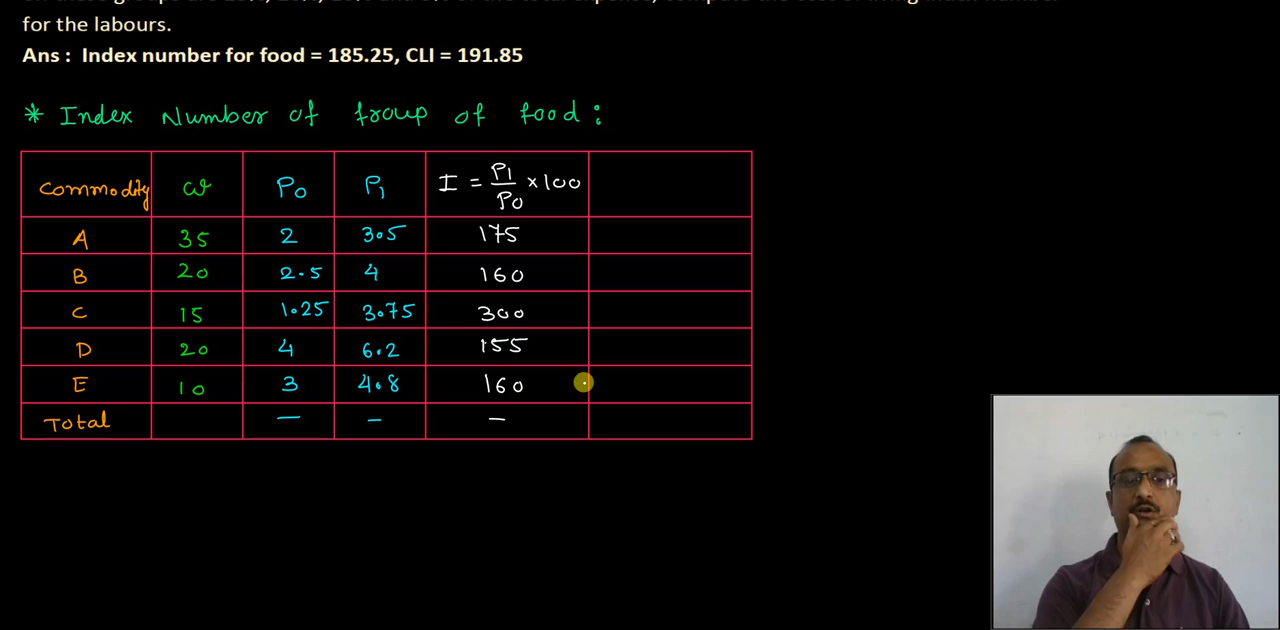 for the labours.
Ans : Index number for food = 185.25, CLI = 191.85
* Index Number of Group of food :
Commodity W P0 P1 I = P1/P0 × 100
A 35 2 3.5 175
B 20 2.5 4 160
C 15 1.25 3.75 300
D 20 4 6.2 155
E 10 3 4.8 160
Total — — —